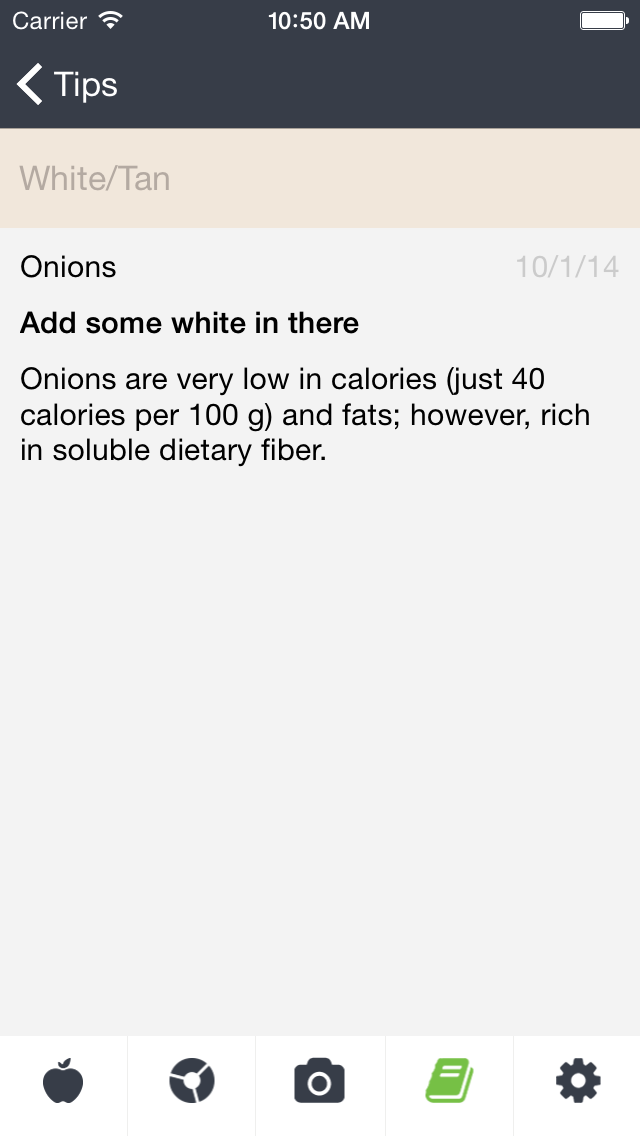 Carrier 10:50 AM
Tips
White/Tan
Onions 10/1/14
Add some white in there
Onions are very low in calories (just 40
calories per 100 g) and fats; however, rich
in soluble dietary fiber.